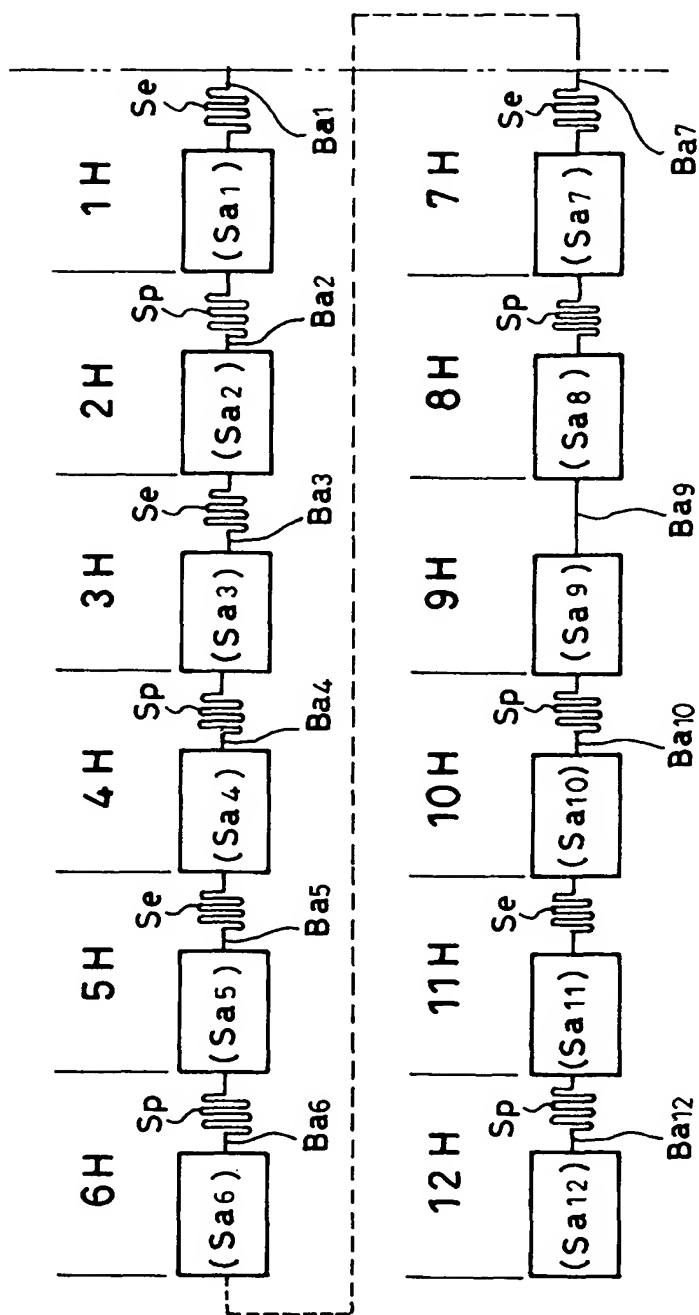 6H 5H 4H 3H 2H 1H
Sp Se Sp Se Sp Se
(Sa6) (Sa5) (Sa4) (Sa3) (Sa2) (Sa1)
Ba6 Ba5 Ba4 Ba3 Ba2 Ba1
12H 11H 10H 9H 8H 7H
Sp Se Sp Sp Se
(Sa12) (Sa11) (Sa10) (Sa9) (Sa8) (Sa7)
Ba12 Ba10 Ba9 Ba7